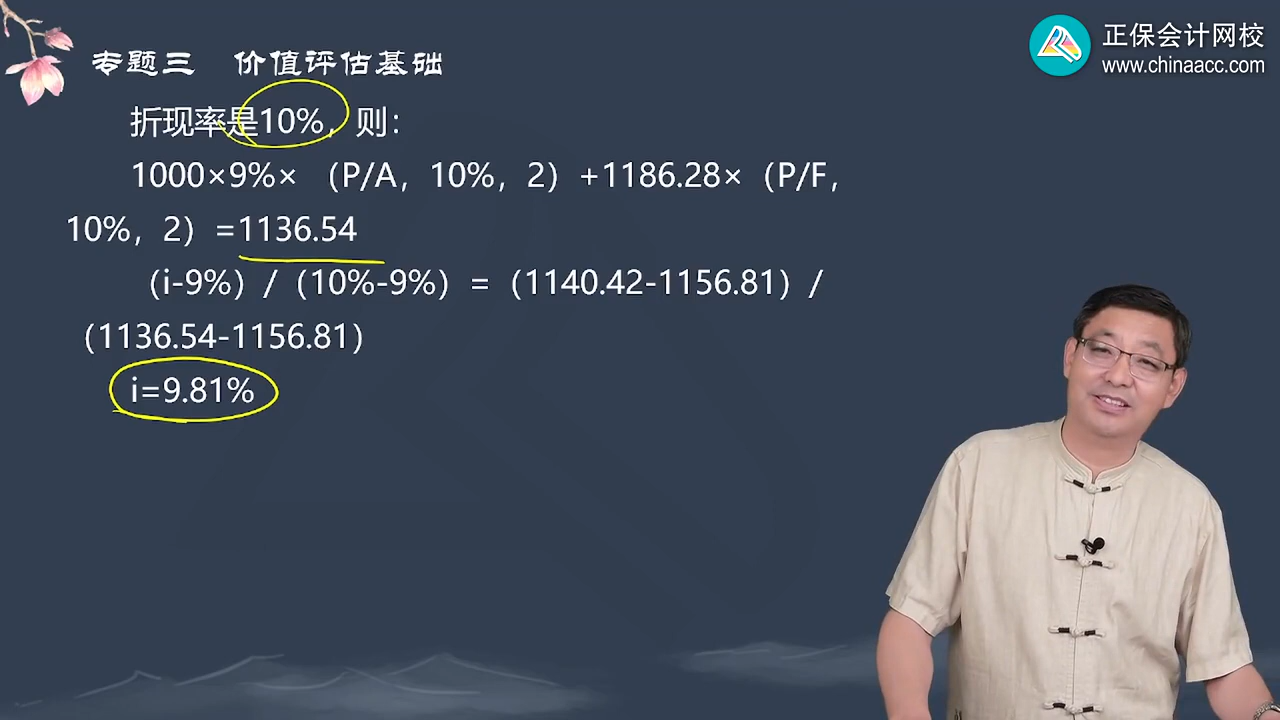 正保会计网校
www.chinaacc.com
专题三 价值评估基础
折现率是10%，则：
1000×9%×（P/A，10%，2）+1186.28×（P/F，
10%，2）=1136.54
（i-9%）/（10%-9%）=（1140.42-1156.81）/
（1136.54-1156.81）
i=9.81%